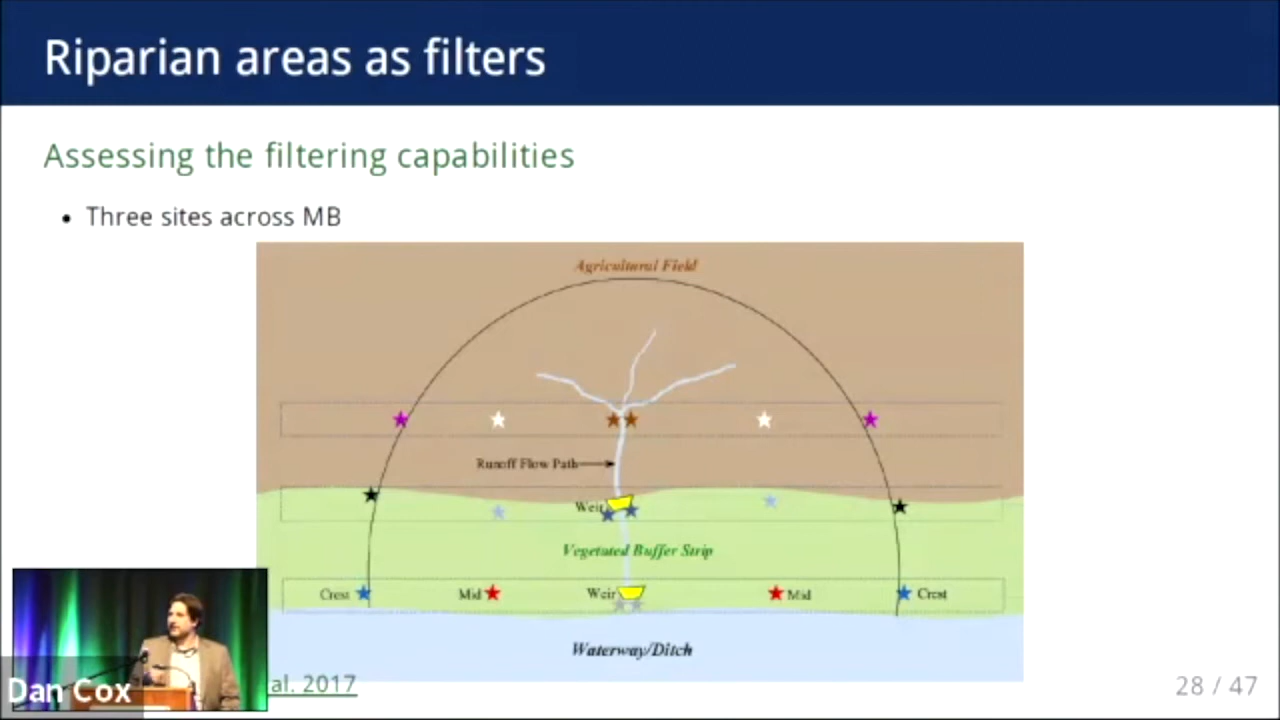 Riparian areas as filters
Assessing the filtering capabilities
• Three sites across MB
Agricultural Field
Runoff Flow Path
Weir
Vegetated Buffer Strip
Crest Mid Weir Mid Crest
Waterway/Ditch
al. 2017
Dan Cox
28 / 47